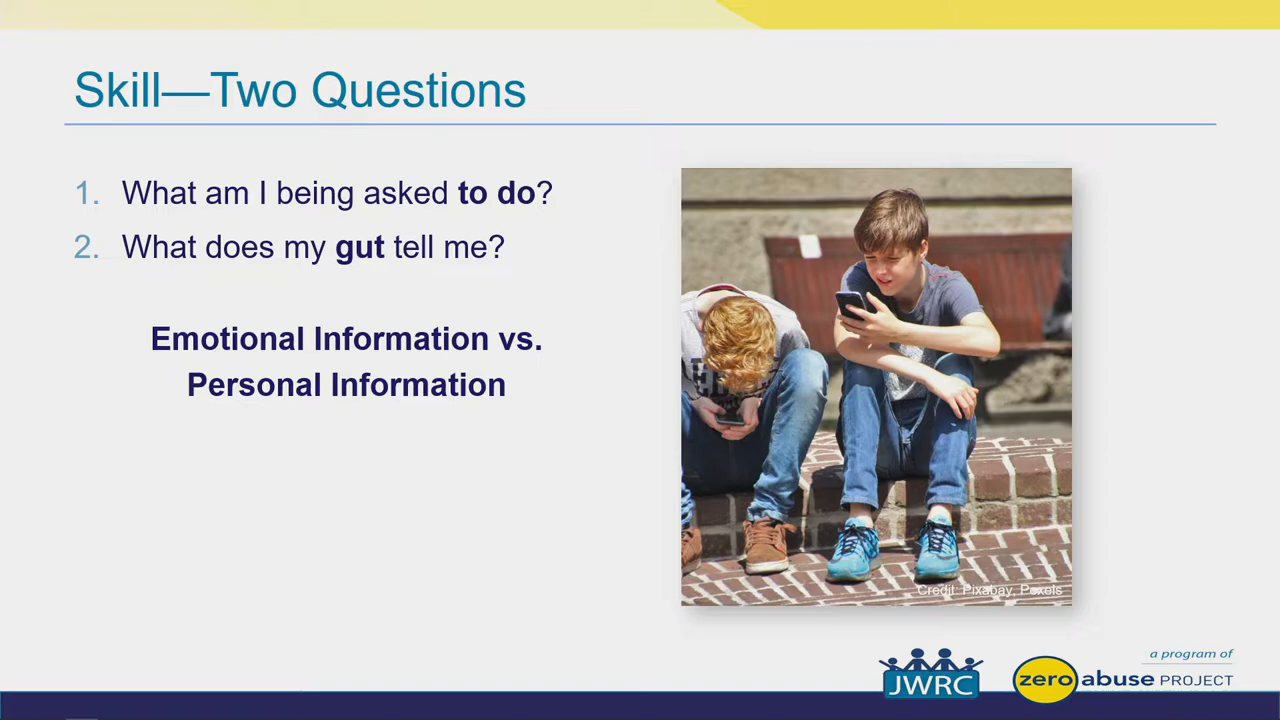 Skill—Two Questions
1. What am I being asked to do?
2. What does my gut tell me?
Emotional Information vs.
Personal Information
Credit: Pixabay, Pexels
JWRC
a program of
zero abuse PROJECT